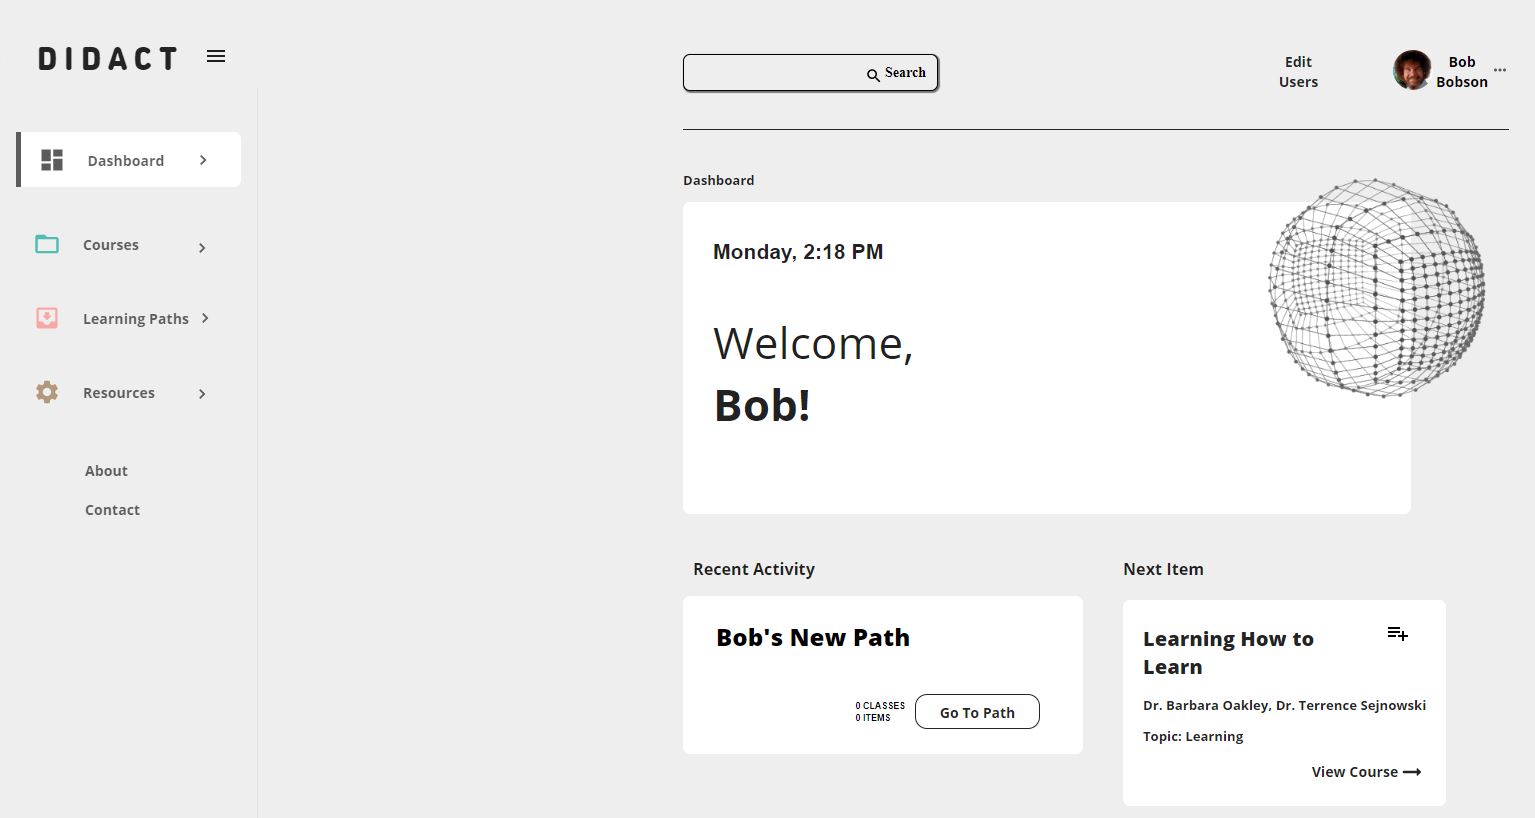 DIDACT
Search
Edit
Users
Bob
Bobson
Dashboard
Courses
Learning Paths
Resources
About
Contact
Dashboard
Monday, 2:18 PM
Welcome,
Bob!
Recent Activity
Bob's New Path
0 CLASSES
0 ITEMS
Go To Path
Next Item
Learning How to
Learn
Dr. Barbara Oakley, Dr. Terrence Sejnowski
Topic: Learning
View Course